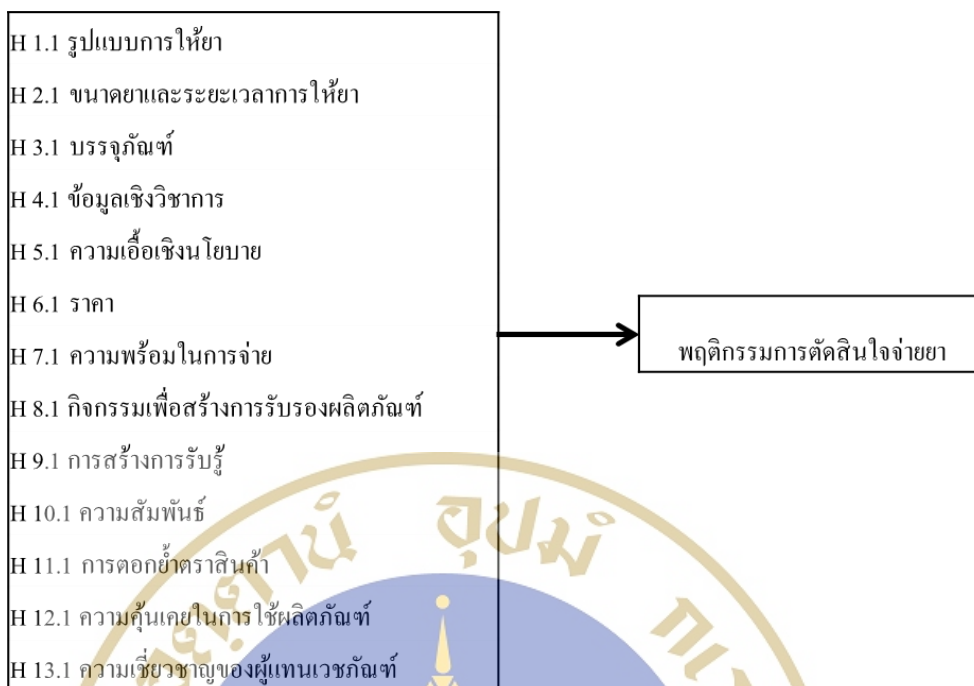 H 1.1 รูปแบบการให้ยา
H 2.1 ขนาดยาและระยะเวลาการให้ยา
H 3.1 บรรจุภัณฑ์
H 4.1 ข้อมูลเชิงวิชาการ
H 5.1 ความเอื้อเชิงนโยบาย
H 6.1 ราคา
H 7.1 ความพร้อมในการจ่าย
พฤติกรรมการตัดสินใจจ่ายยา
H 8.1 กิจกรรมเพื่อสร้างการรับรองผลิตภัณฑ์
H 9.1 การสร้างการรับรู้
H 10.1 ความสัมพันธ์
H 11.1 การตอกย้ำตราสินค้า
H 12.1 ความคุ้นเคยในการใช้ผลิตภัณฑ์
H 13.1 ความเชี่ยวชาญของผู้แทนเวชภัณฑ์
อุปมํ